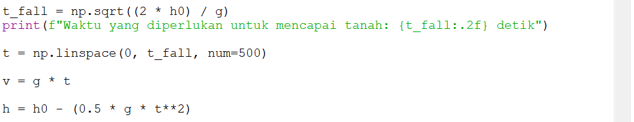 t_fall = np.sqrt((2 * h0) / g)
print(f"Waktu yang diperlukan untuk mencapai tanah: {t_fall:.2f} detik")
t = np.linspace(0, t_fall, num=500)
v = g * t
h = h0 - (0.5 * g * t**2)